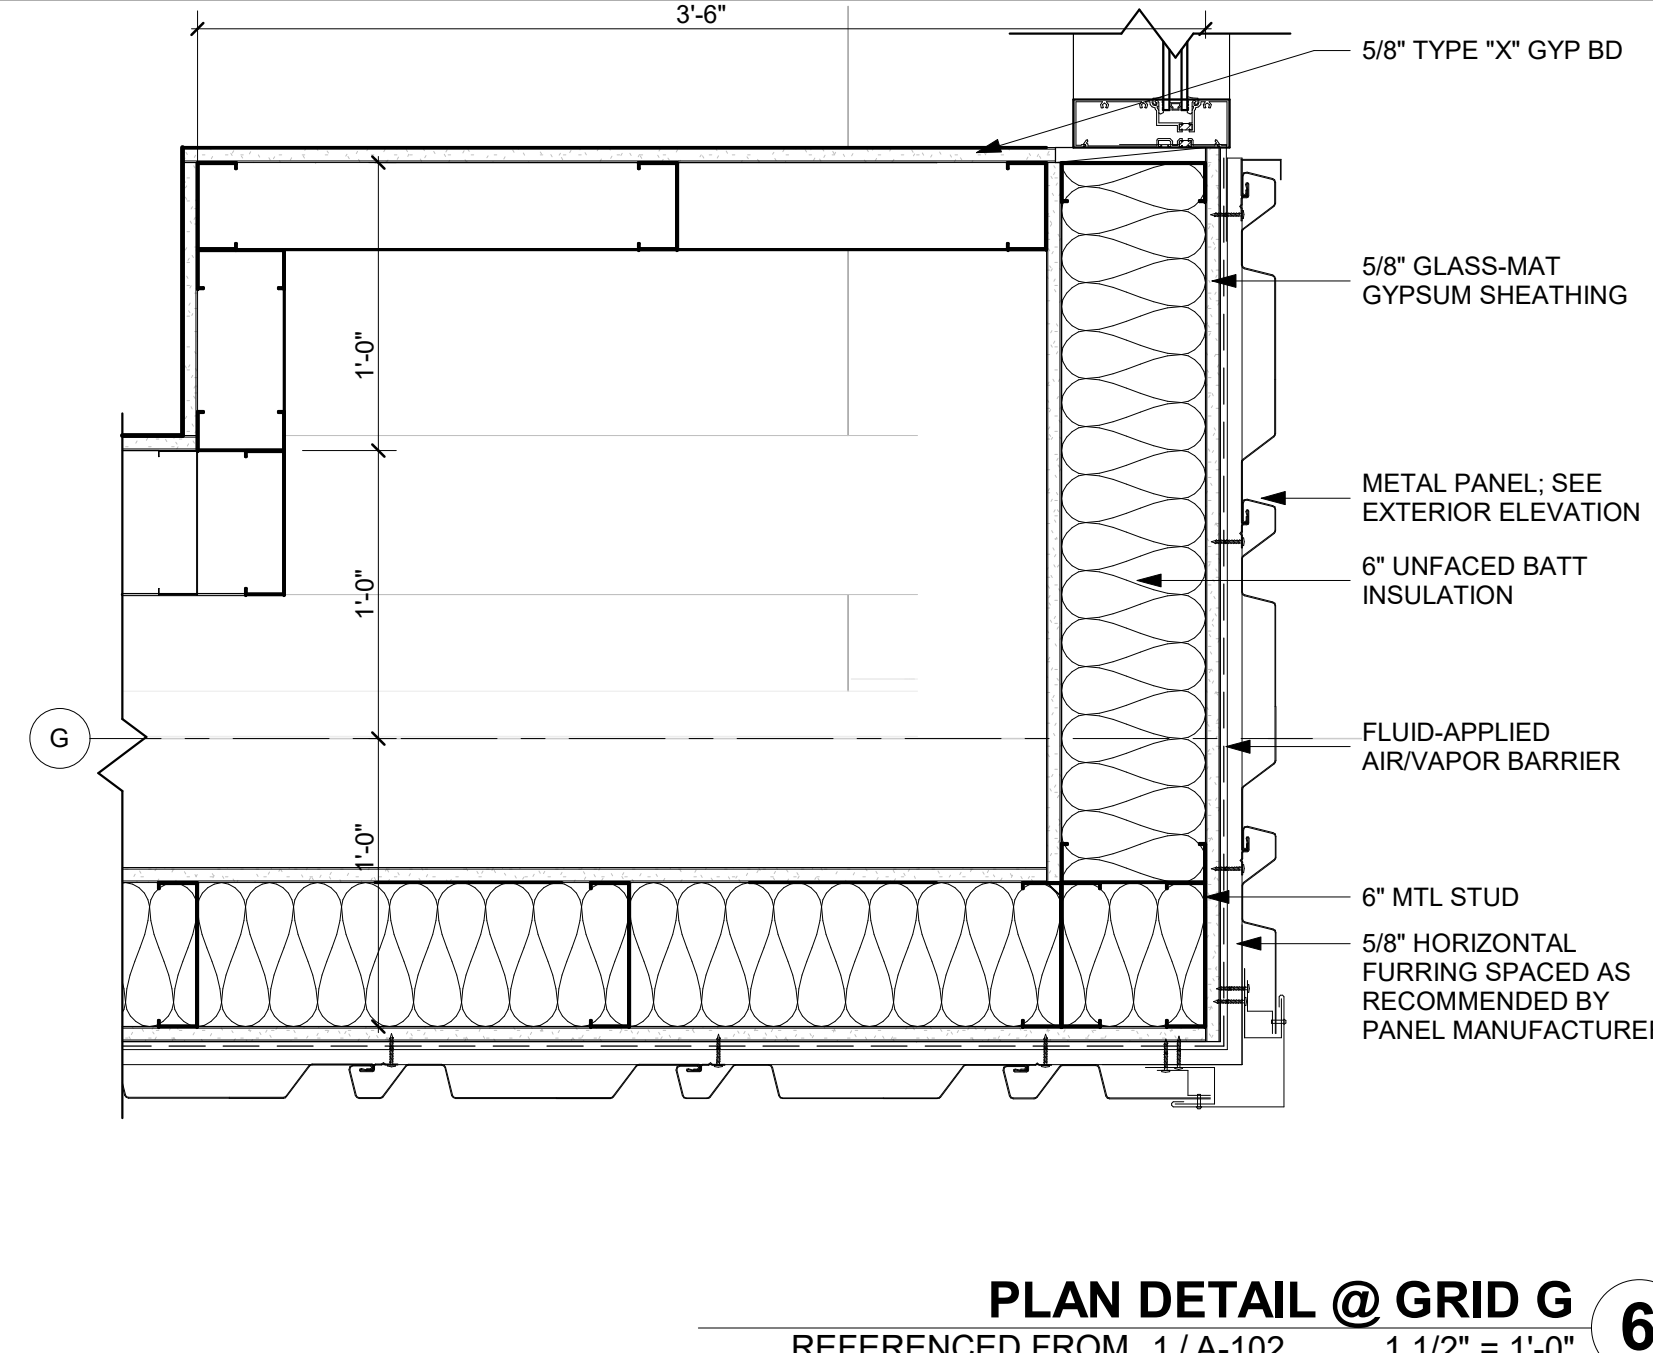 3'-6"
5/8" TYPE "X" GYP BD
5/8" GLASS-MAT
GYPSUM SHEATHING
1'-0"
METAL PANEL; SEE
EXTERIOR ELEVATION
6" UNFACED BATT
INSULATION
1'-0"
G
FLUID-APPLIED
AIR/VAPOR BARRIER
1'-0"
6" MTL STUD
5/8" HORIZONTAL
FURRING SPACED AS
RECOMMENDED BY
PANEL MANUFACTURE
PLAN DETAIL @ GRID G
6
REFERENCED FROM 1 / A-102 1 1/2" = 1'-0"